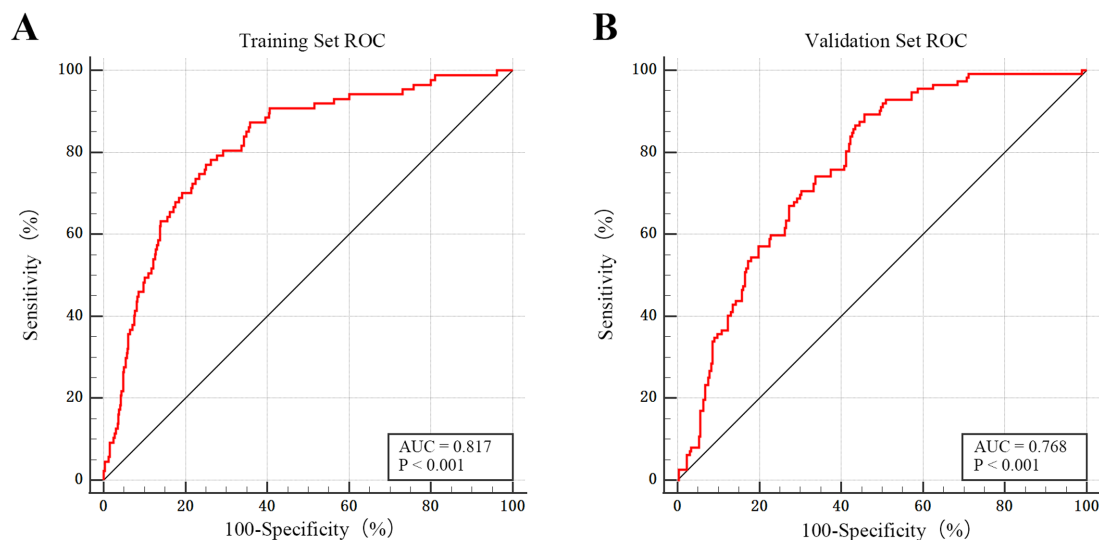 A
Training Set ROC
100
80
60
40
20
0
Sensitivity (%)
AUC = 0.817
P < 0.001
0 20 40 60 80 100
100-Specificity (%)
B
Validation Set ROC
100
80
60
40
20
0
Sensitivity (%)
AUC = 0.768
P < 0.001
0 20 40 60 80 100
100-Specificity (%)